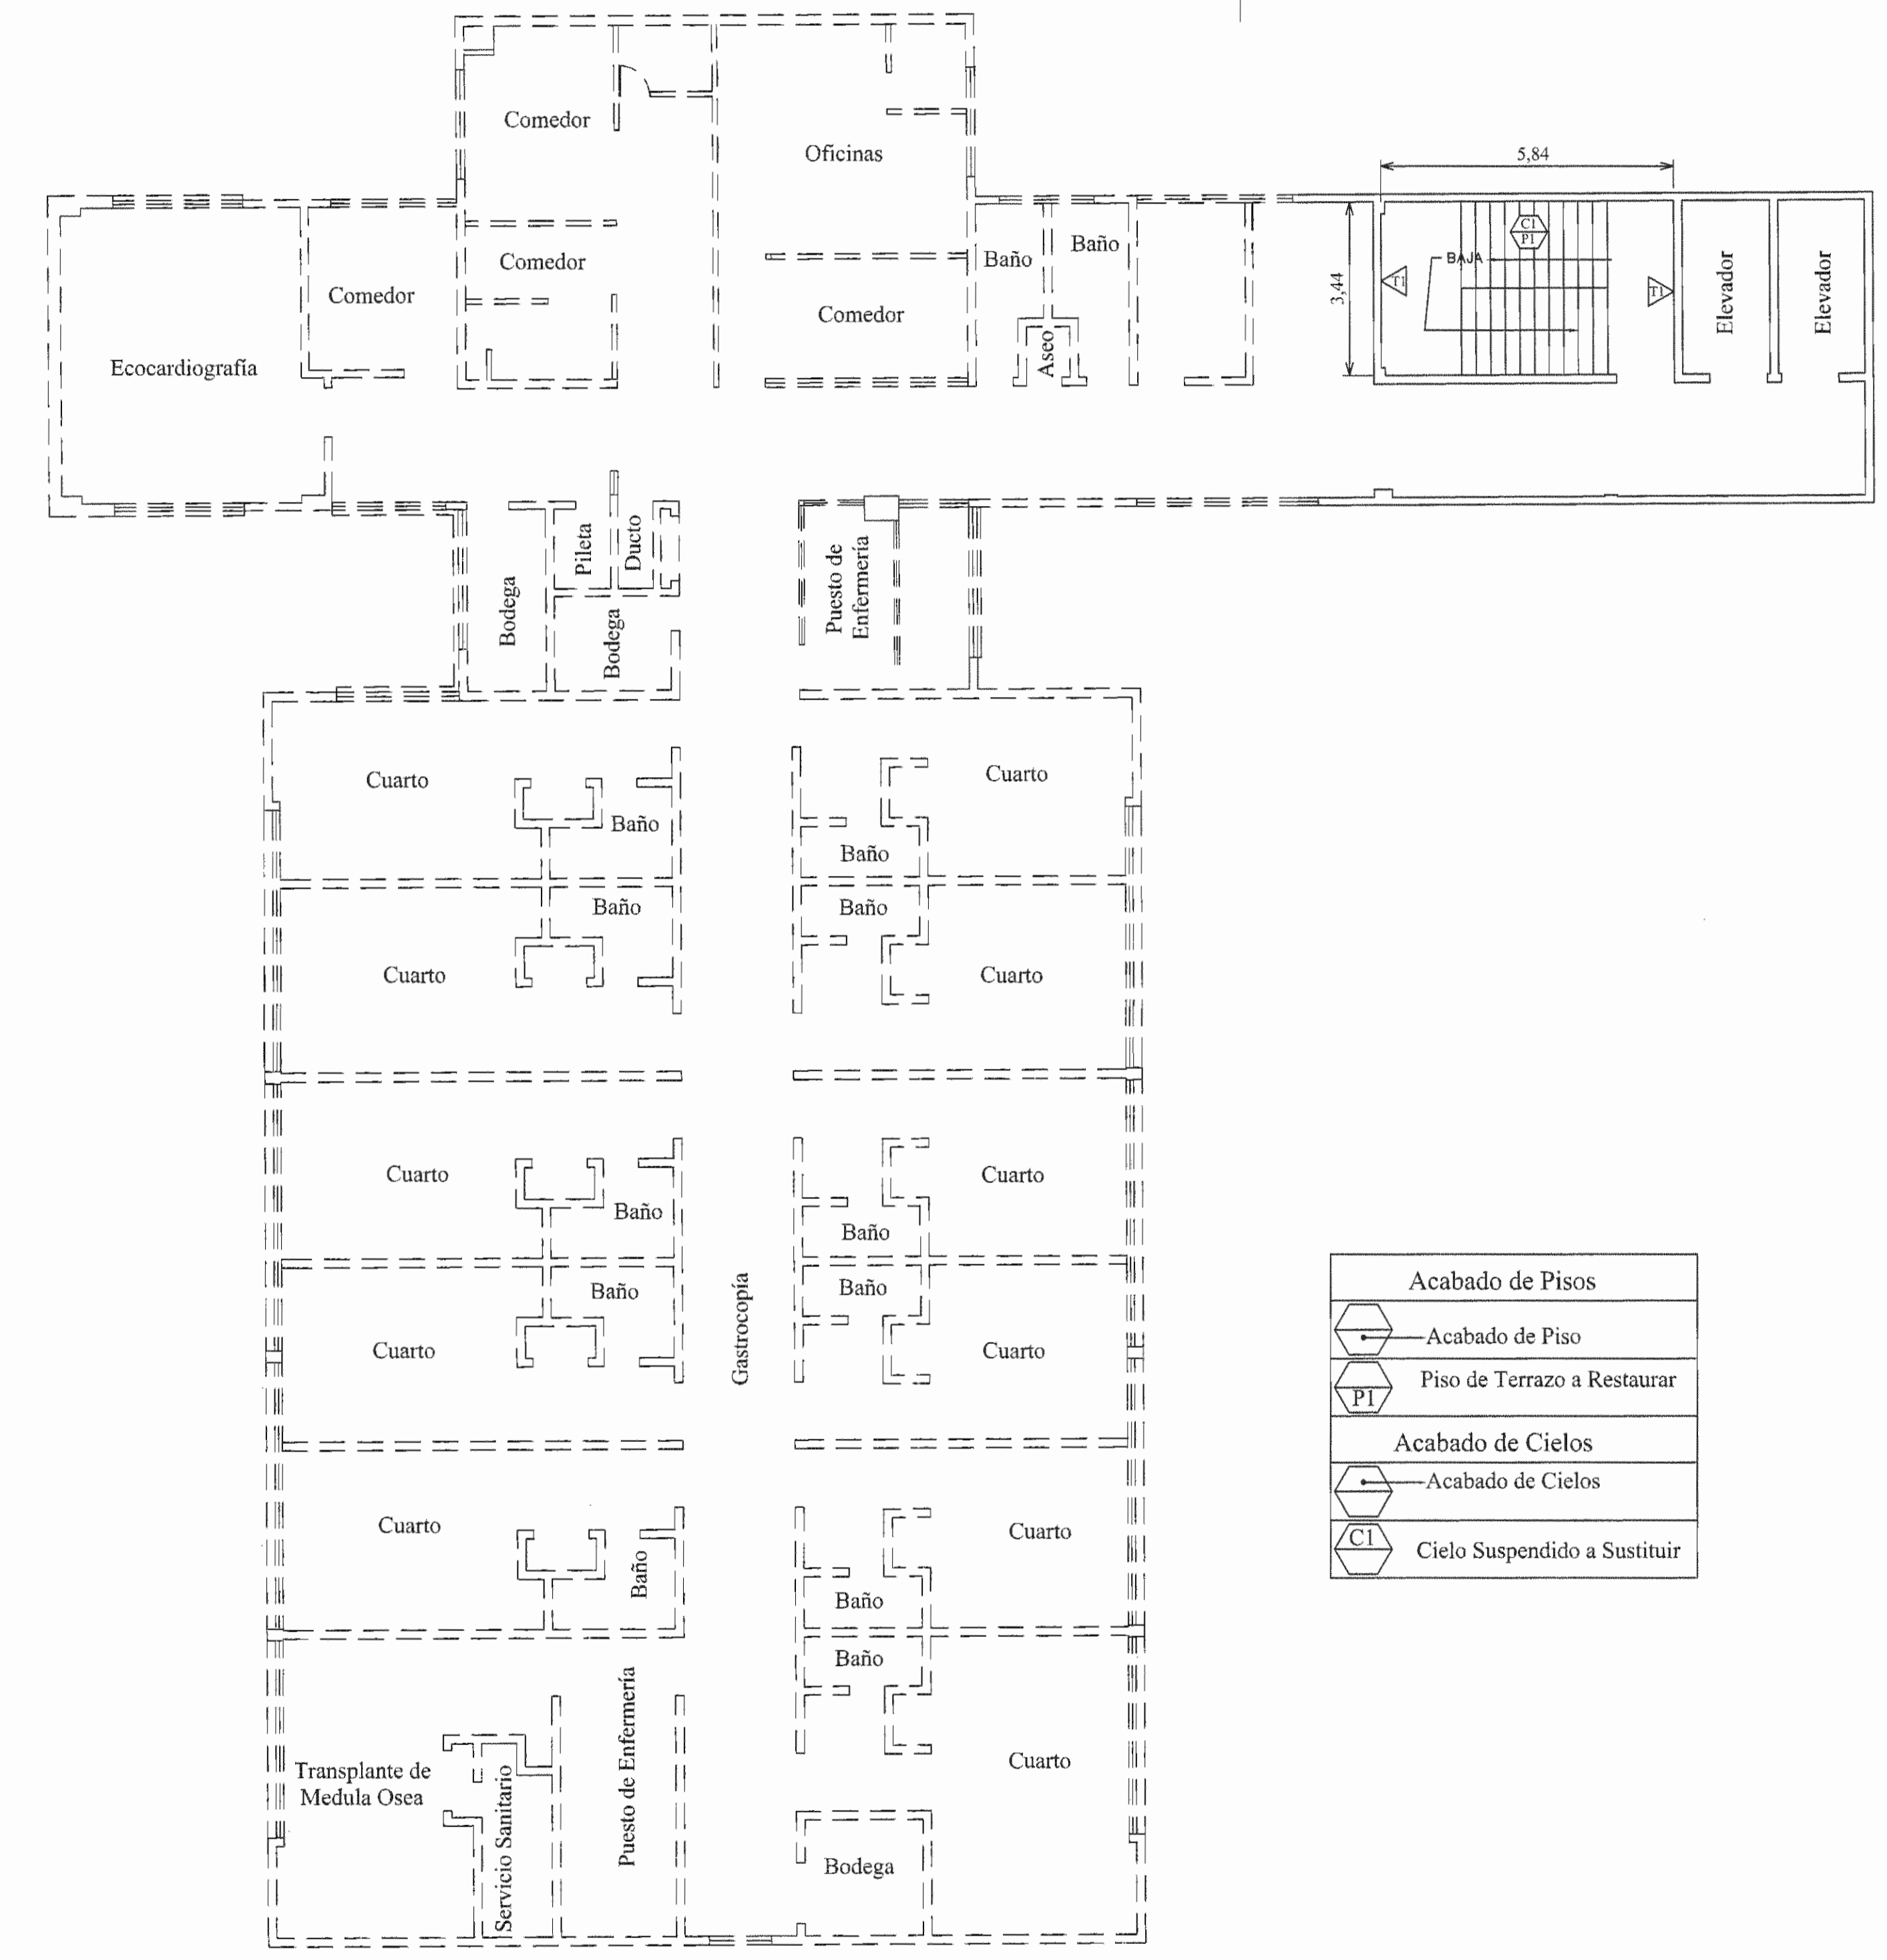 Comedor
Oficinas
5,84
C1
P1
Baño
Baño
BAJA
Comedor
Comedor
3,44
T1
T1
Elevador
Elevador
Comedor
Aseo
Ecocardiografía
Pileta
Ducto
Bodega
Bodega
Puesto de
Enfermería
Cuarto
Baño
Cuarto
Baño
Baño
Baño
Cuarto
Cuarto
Cuarto
Baño
Cuarto
Baño
Baño
Baño
Cuarto
Gastrocopía
Cuarto
Cuarto
Baño
Cuarto
Baño
Baño
Transplante de
Medula Osea
Servicio Sanitario
Puesto de Enfermería
Cuarto
Bodega
Acabado de Pisos
Acabado de Piso
P1
Piso de Terrazo a Restaurar
Acabado de Cielos
Acabado de Cielos
C1
Cielo Suspendido a Sustituir